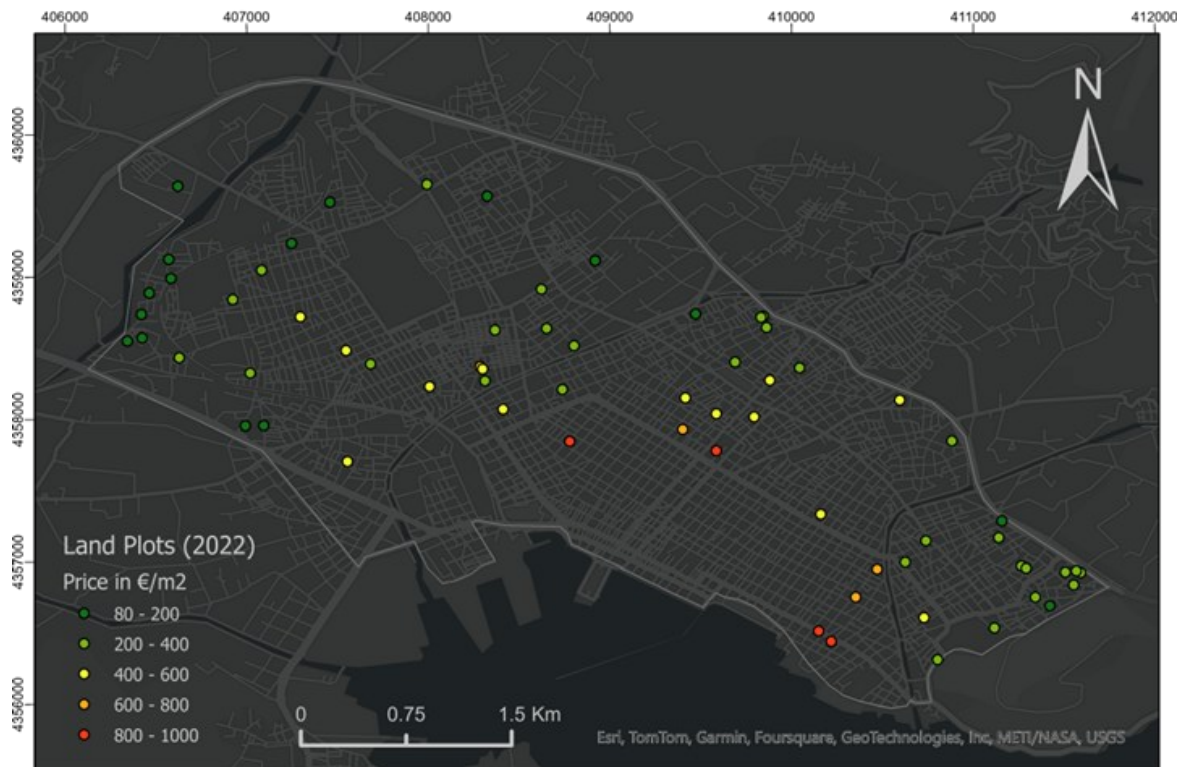 406000 407000 408000 409000 410000 411000 412000
N
4360000
4359000
4358000
4357000
4356000
Land Plots (2022)
Price in €/m2
80 - 200
200 - 400
400 - 600
600 - 800
800 - 1000
0 0.75 1.5 Km
Esri, TomTom, Garmin, Foursquare, GeoTechnologies, Inc, METI/NASA, USGS